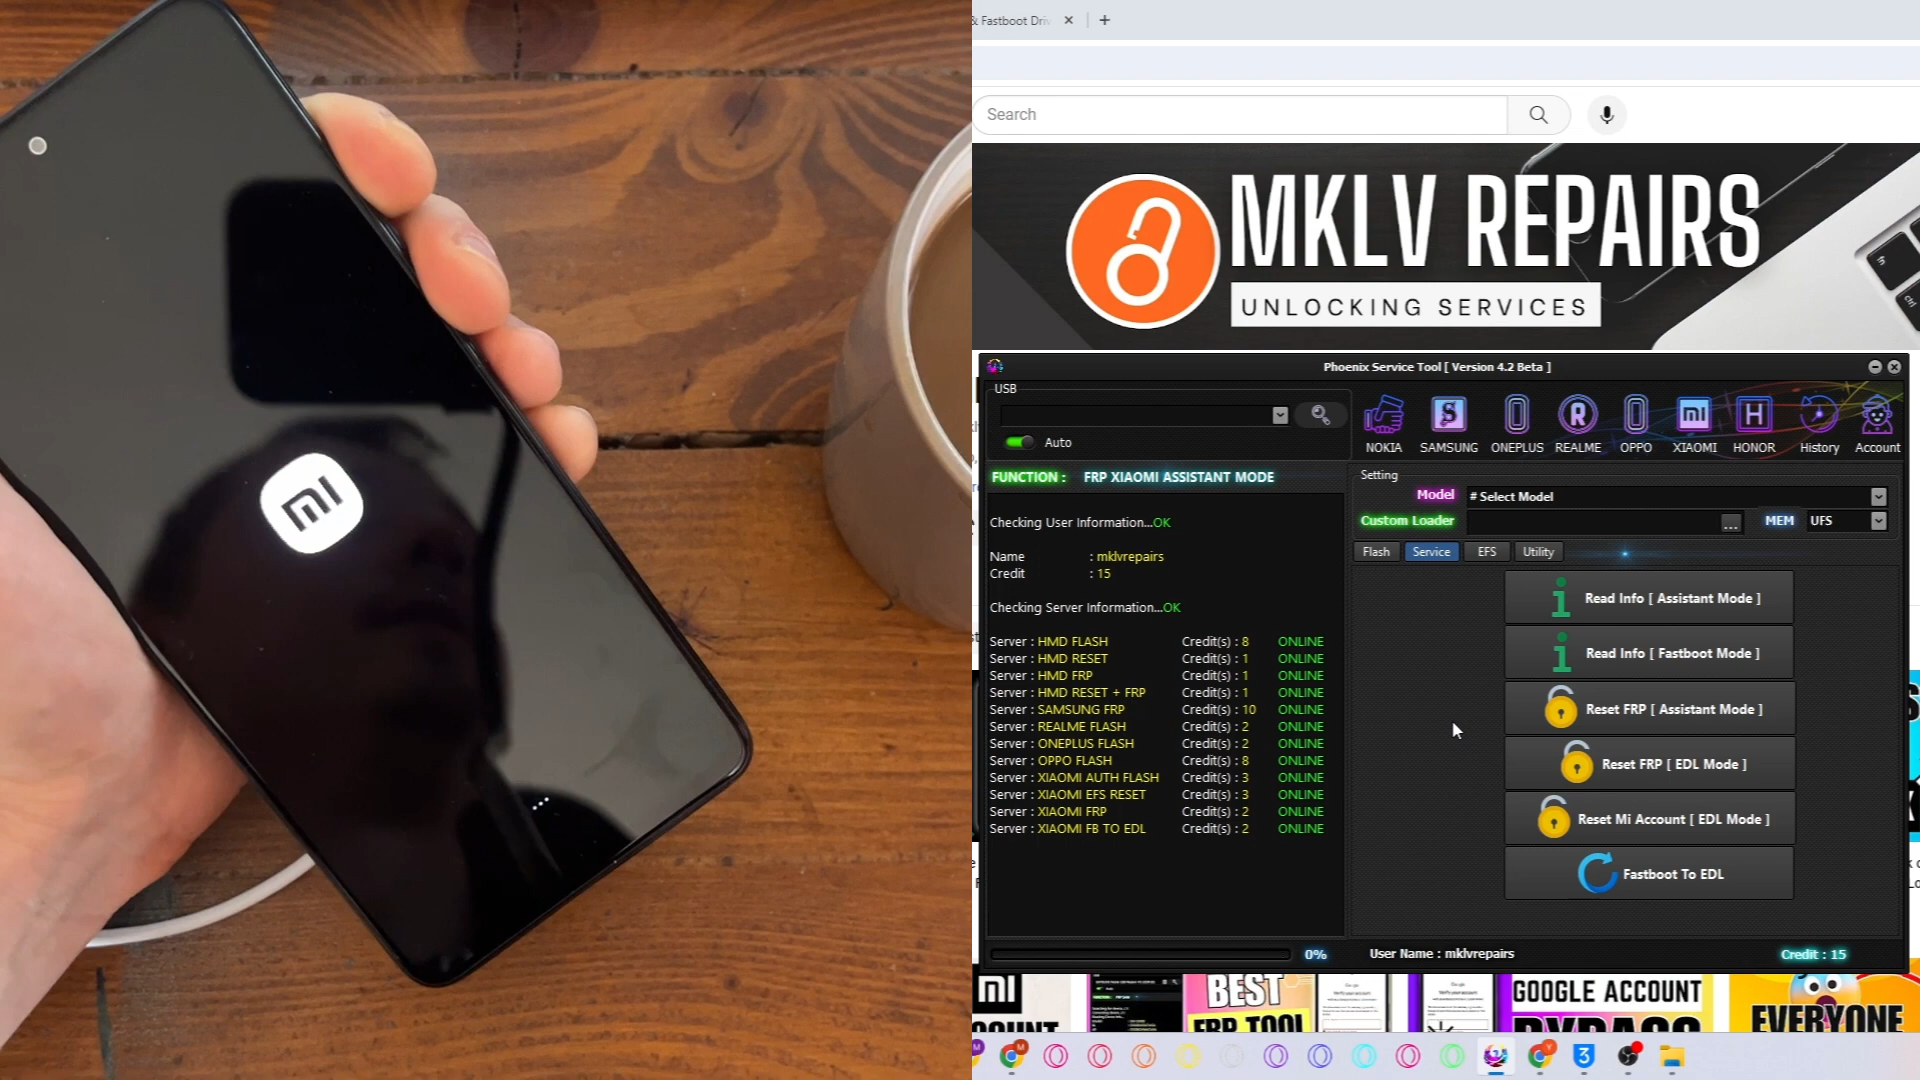 & Fastboot Dri
Search
MKLV REPAIRS
UNLOCKING SERVICES
Phoenix Service Tool [ Version 4.2 Beta ]
USB
Auto
NOKIA SAMSUNG ONEPLUS REALME OPPO XIAOMI HONOR History Account
FUNCTION : FRP XIAOMI ASSISTANT MODE
Setting
Model # Select Model
Custom Loader ... MEM UFS
Flash Service EFS Utility
Checking User Information...OK
Name : mklvrepairs
Credit : 15
Checking Server Information...OK
Server : HMD FLASH Credit(s) : 8 ONLINE
Server : HMD RESET Credit(s) : 1 ONLINE
Server : HMD FRP Credit(s) : 1 ONLINE
Server : HMD RESET + FRP Credit(s) : 1 ONLINE
Server : SAMSUNG FRP Credit(s) : 10 ONLINE
Server : REALME FLASH Credit(s) : 2 ONLINE
Server : ONEPLUS FLASH Credit(s) : 2 ONLINE
Server : OPPO FLASH Credit(s) : 8 ONLINE
Server : XIAOMI AUTH FLASH Credit(s) : 3 ONLINE
Server : XIAOMI EFS RESET Credit(s) : 3 ONLINE
Server : XIAOMI FRP Credit(s) : 2 ONLINE
Server : XIAOMI FB TO EDL Credit(s) : 2 ONLINE
Read Info [ Assistant Mode ]
Read Info [ Fastboot Mode ]
Reset FRP [ Assistant Mode ]
Reset FRP [ EDL Mode ]
Reset Mi Account [ EDL Mode ]
Fastboot To EDL
0% User Name : mklvrepairs Credit : 15
BEST
FRP TOOL
GOOGLE ACCOUNT
BYPASS
EVERYONE
mi